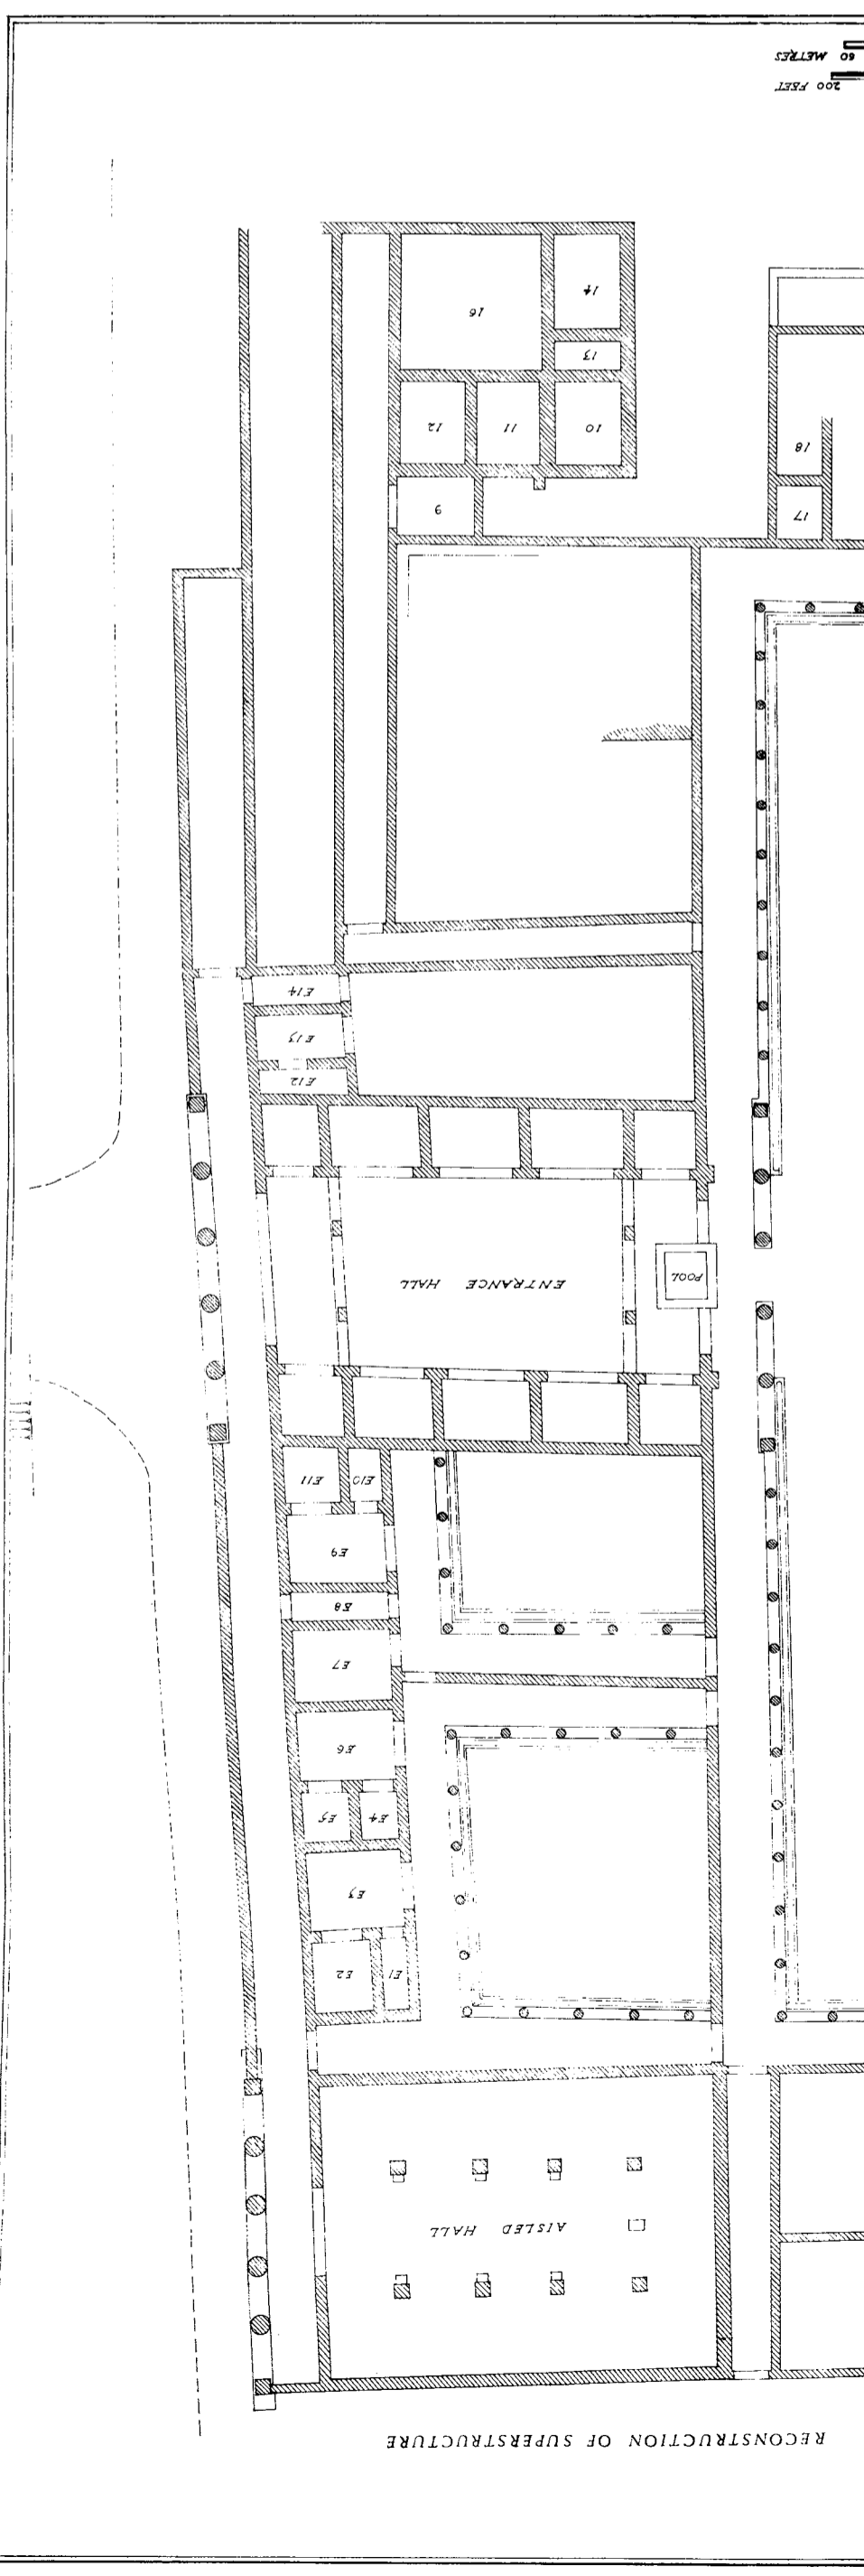 RECONSTRUCTION OF SUPERSTRUCTURE
AISLED HALL
E1
E2
E3
E4
E5
E6
E7
E8
E9
E10
E11
POOL
ENTRANCE HALL
E12
E13
E14
17
9
18
10
11
12
13
16
14
200 FEET
60 METRES